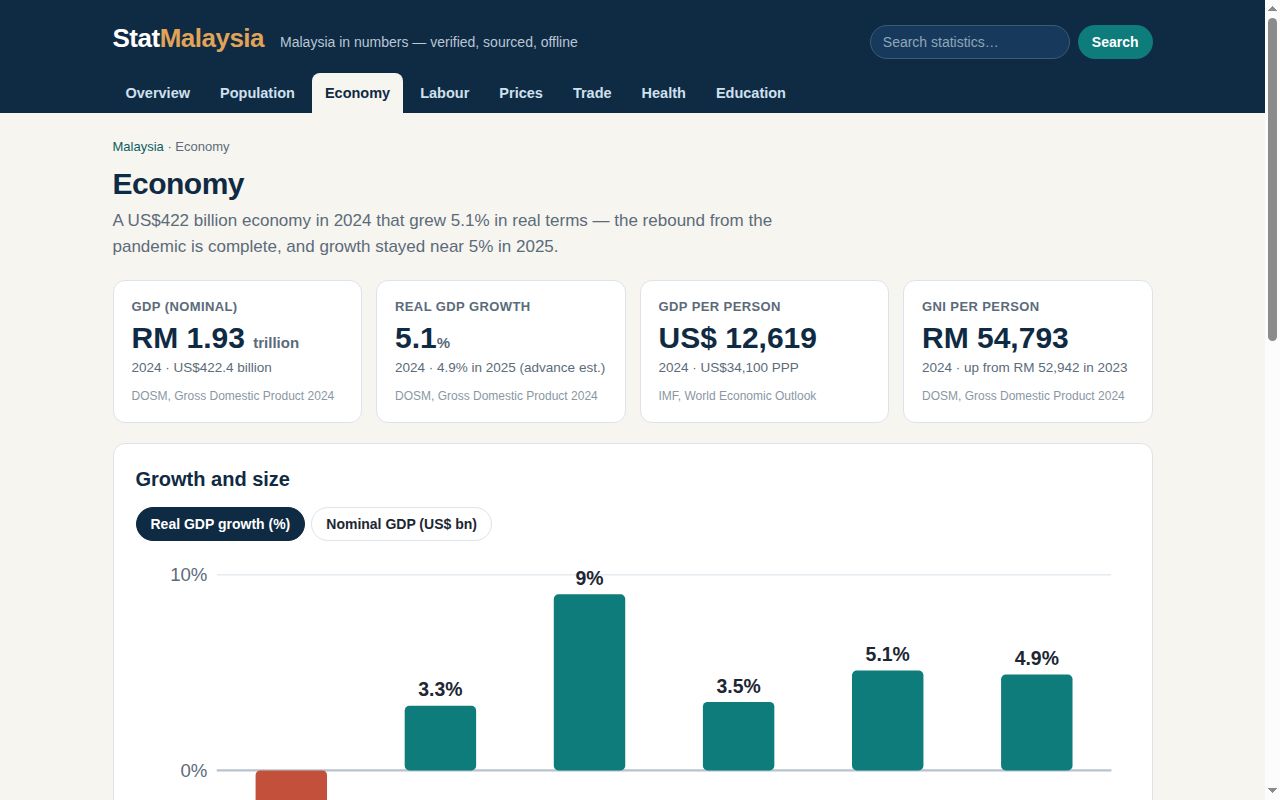 StatMalaysia Malaysia in numbers — verified, sourced, offline Search statistics… Search
Overview Population Economy Labour Prices Trade Health Education
Malaysia · Economy
Economy
A US$422 billion economy in 2024 that grew 5.1% in real terms — the rebound from the
pandemic is complete, and growth stayed near 5% in 2025.
GDP (NOMINAL)
RM 1.93 trillion
2024 · US$422.4 billion
DOSM, Gross Domestic Product 2024
REAL GDP GROWTH
5.1%
2024 · 4.9% in 2025 (advance est.)
DOSM, Gross Domestic Product 2024
GDP PER PERSON
US$ 12,619
2024 · US$34,100 PPP
IMF, World Economic Outlook
GNI PER PERSON
RM 54,793
2024 · up from RM 52,942 in 2023
DOSM, Gross Domestic Product 2024
Growth and size
Real GDP growth (%) Nominal GDP (US$ bn)
10%
9%
5.1%
4.9%
3.3%
3.5%
0%